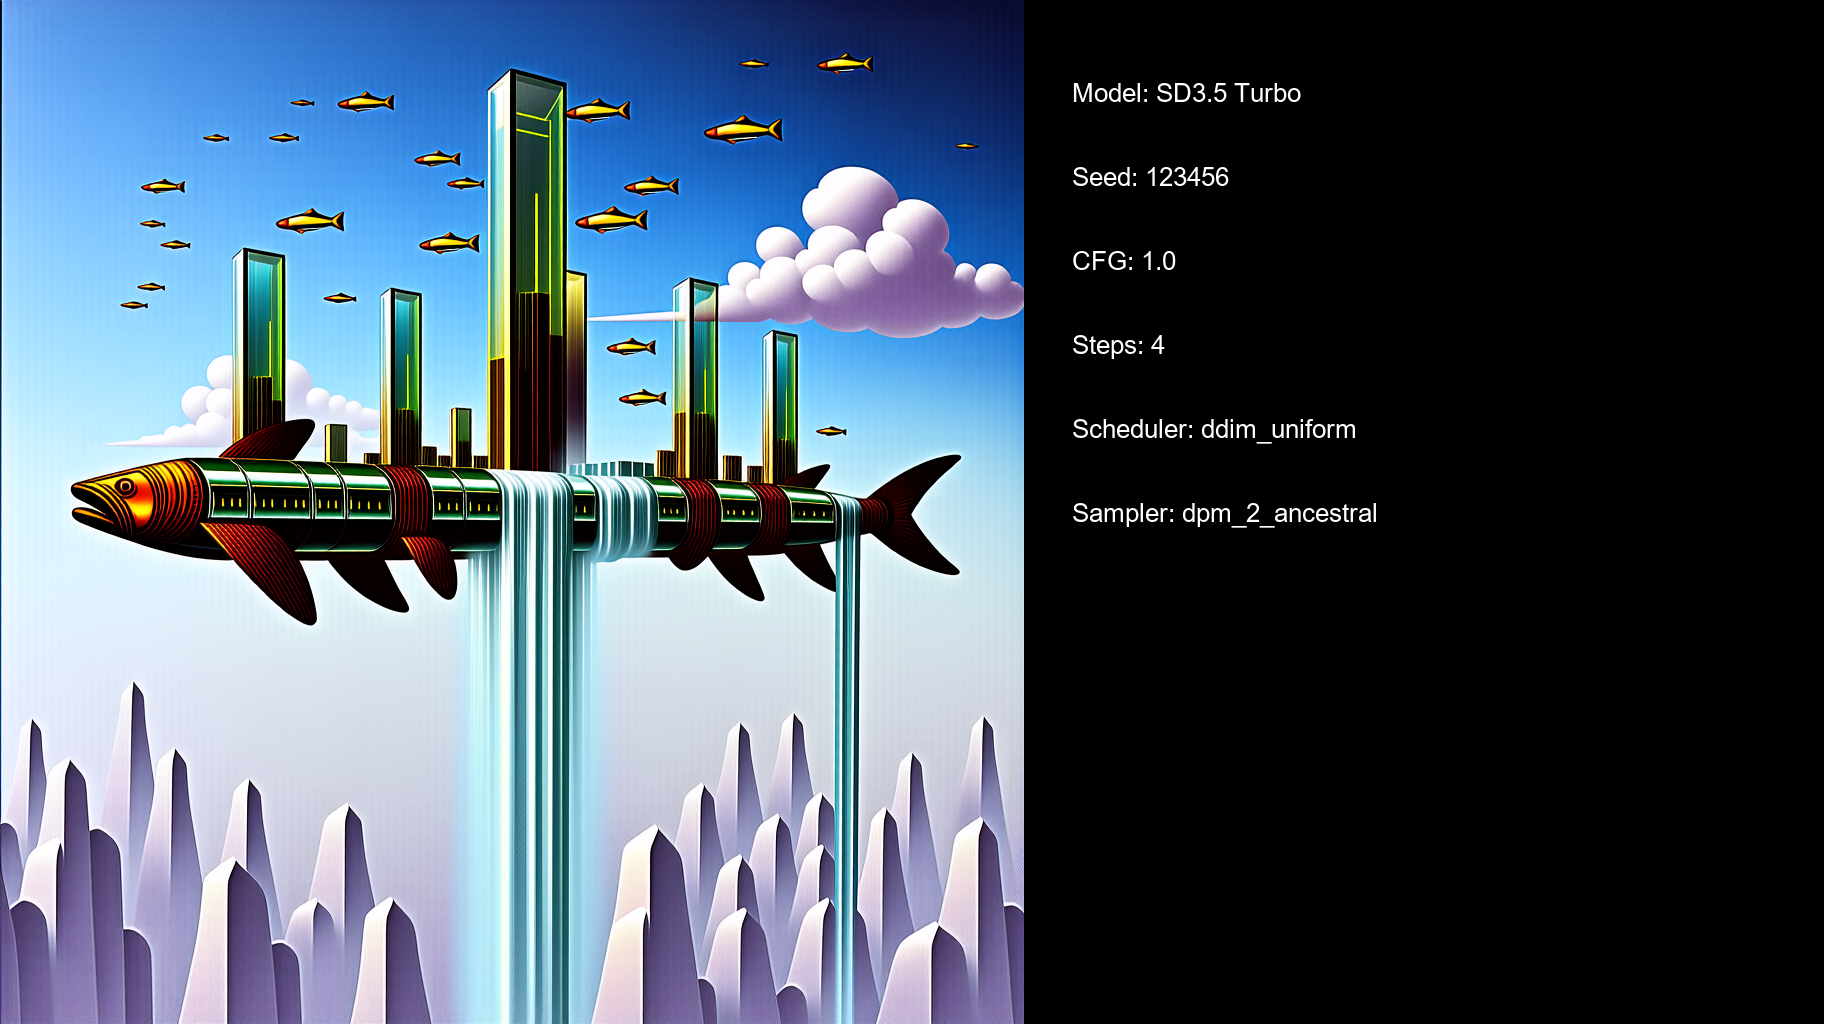 Model: SD3.5 Turbo
Seed: 123456
CFG: 1.0
Steps: 4
Scheduler: ddim_uniform
Sampler: dpm_2_ancestral